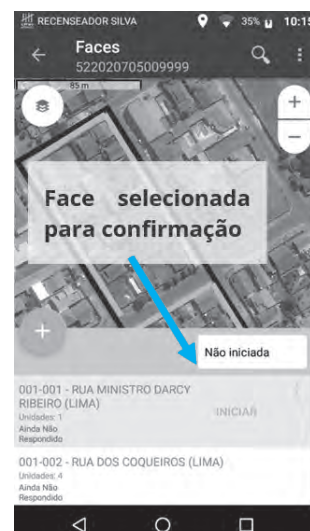 RECENSEADOR SILVA 35% 10:15
Faces
522020705009999
85 m
+
−
Face selecionada
para confirmação
+
Não iniciada
001-001 - RUA MINISTRO DARCY
RIBEIRO (LIMA)
INICIAR
Unidades: 1
Ainda Não
Respondido
001-002 - RUA DOS COQUEIROS (LIMA)
Unidades: 4
Ainda Não
Respondido